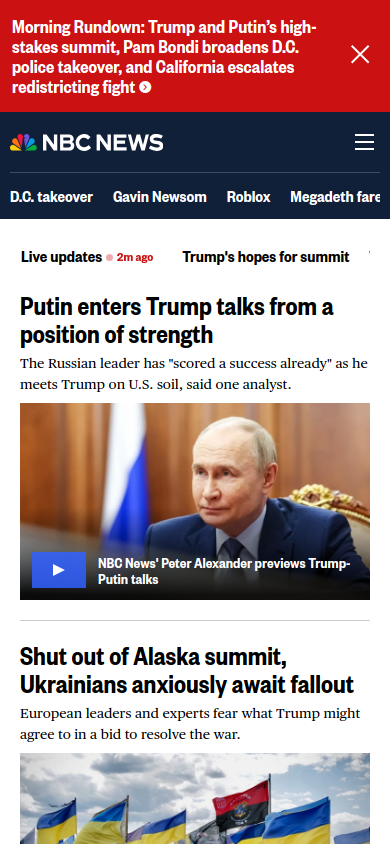 Morning Rundown: Trump and Putin's high-
stakes summit, Pam Bondi broadens D.C.
police takeover, and California escalates
redistricting fight
NBC NEWS
D.C. takeover Gavin Newsom Roblox Megadeth fare
Live updates 2m ago Trump's hopes for summit
Putin enters Trump talks from a
position of strength
The Russian leader has "scored a success already" as he
meets Trump on U.S. soil, said one analyst.
NBC News' Peter Alexander previews Trump-
Putin talks
Shut out of Alaska summit,
Ukrainians anxiously await fallout
European leaders and experts fear what Trump might
agree to in a bid to resolve the war.